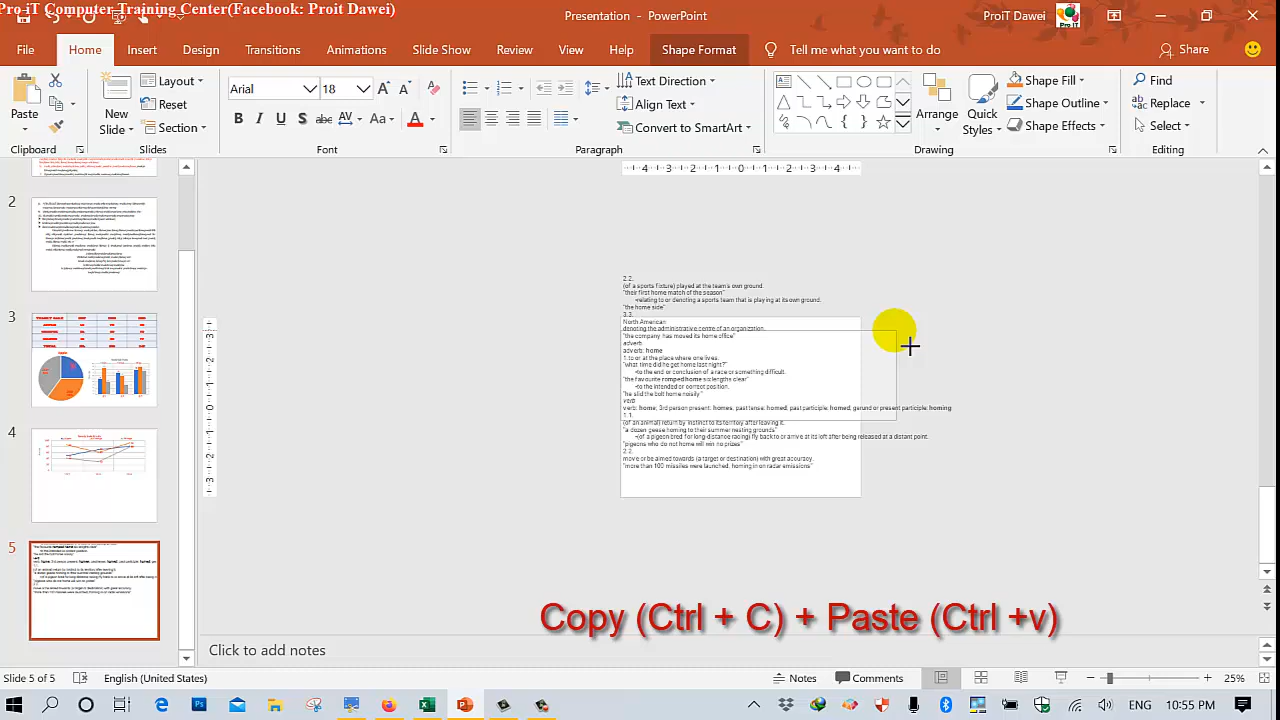 Pro iT Computer Training Center(Facebook: Proit Dawei)
Presentation - PowerPoint
ProiT Dawei
Pro iT
File
Home
Insert
Design
Transitions
Animations
Slide Show
Review
View
Help
Shape Format
Tell me what you want to do
Share
Paste
New
Slide
Layout
Reset
Section
Arial
18
Text Direction
Align Text
Convert to SmartArt
Arrange
Quick
Styles
Shape Fill
Shape Outline
Shape Effects
Find
Replace
Select
Clipboard
Slides
Font
Paragraph
Drawing
Editing
2
3
4
5
2.2.
(of a sports fixture) played at the team's own ground.
"their first home match of the season"
•relating to or denoting a sports team that is playing at its own ground.
"the home side"
3.3.
North American
denoting the administrative centre of an organization.
"the company has moved its home office"
adverb
adverb: home
1.to or at the place where one lives.
"what time did he get home last night?"
•to the end or conclusion of a race or something difficult.
"the favourite romped home six lengths clear"
•to the intended or correct position.
"he slid the bolt home noisily"
verb
verb: home; 3rd person present: homes; past tense: homed; past participle: homed; gerund or present participle: homing
1.1.
(of an animal) return by instinct to its territory after leaving it.
"a dozen geese homing to their summer nesting grounds"
•(of a pigeon bred for long-distance racing) fly back to or arrive at its loft after being released at a distant point.
"pigeons who do not home will win no prizes"
2.2.
move or be aimed towards (a target or destination) with great accuracy.
"more than 100 missiles were launched, homing in on radar emissions"
Copy (Ctrl + C) + Paste (Ctrl +v)
Click to add notes
Slide 5 of 5
English (United States)
Notes
Comments
25%
ENG
10:55 PM